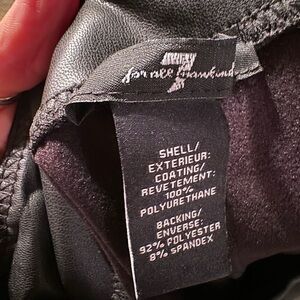 7
for all mankind
SHELL/
EXTERIEUR:
COATING/
REVETEMENT:
100%
POLYURETHANE
BACKING/
ENVERSE:
92% POLYESTER
8% SPANDEX